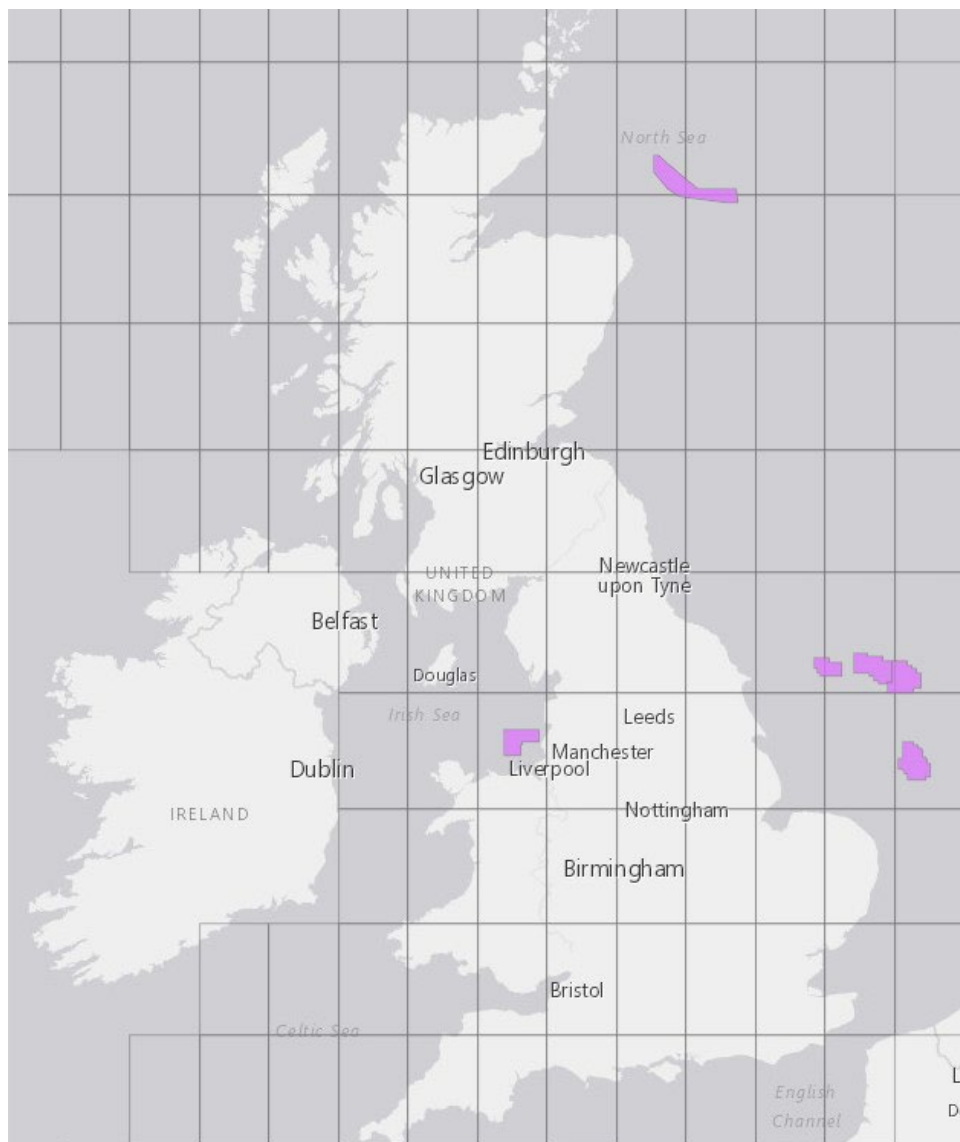 North Sea
Edinburgh
Glasgow
Newcastle
upon Tyne
UNITED
KINGDOM
Belfast
Douglas
Irish Sea
Leeds
Manchester
Liverpool
Dublin
IRELAND
Nottingham
Birmingham
Bristol
Celtic Sea
English
Channel
L
D